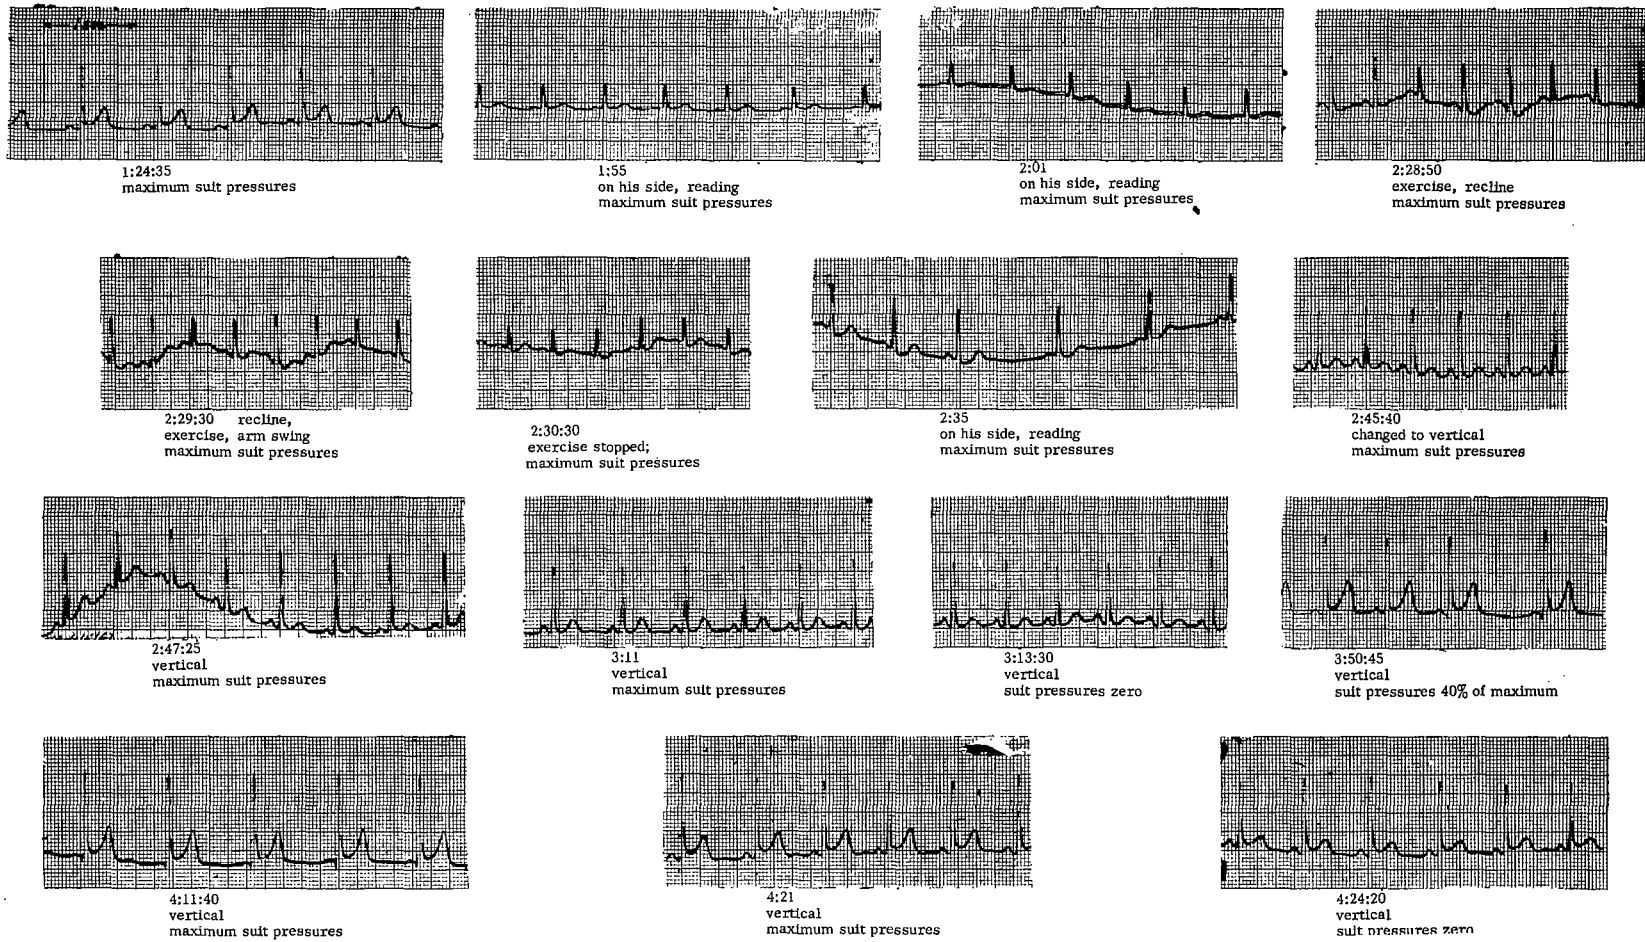 1:24:35
maximum suit pressures
1:55
on his side, reading
maximum suit pressures
2:01
on his side, reading
maximum suit pressures
2:28:50
exercise, recline
maximum suit pressures
2:29:30 recline,
exercise, arm swing
maximum suit pressures
2:30:30
exercise stopped;
maximum suit pressures
2:35
on his side, reading
maximum suit pressures
2:45:40
changed to vertical
maximum suit pressures
2:47:25
vertical
maximum suit pressures
3:11
vertical
maximum suit pressures
3:13:30
vertical
suit pressures zero
3:50:45
vertical
suit pressures 40% of maximum
4:11:40
vertical
maximum suit pressures
4:21
vertical
maximum suit pressures
4:24:20
vertical
suit pressures zero